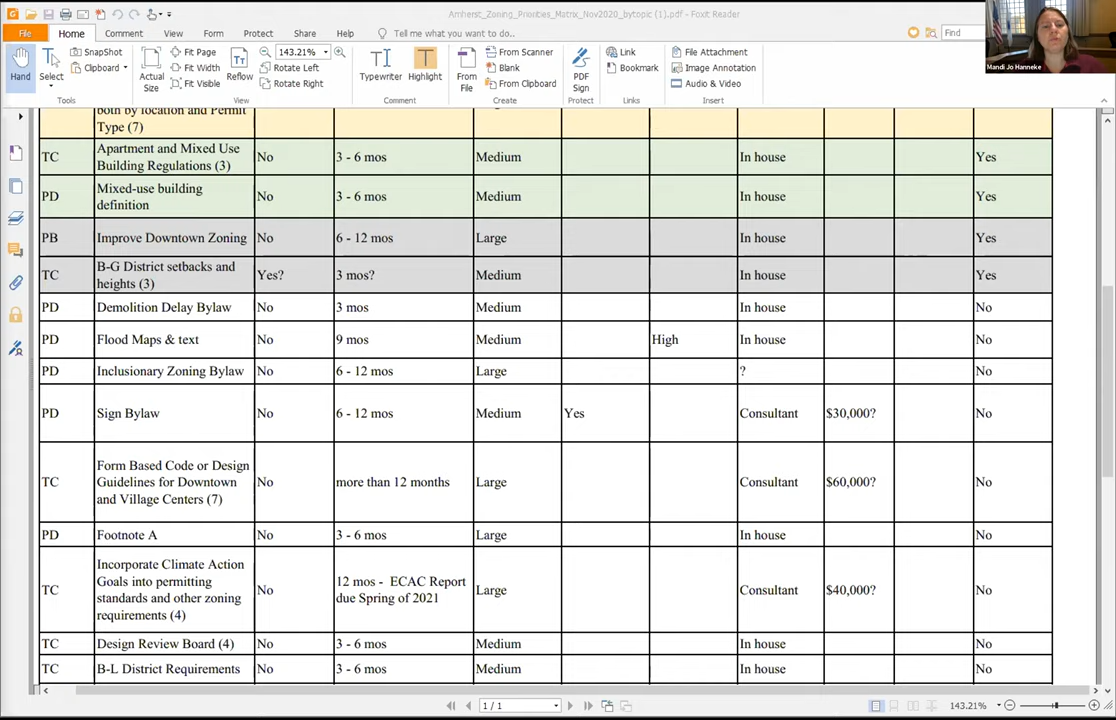 Amherst_Zoning_Priorities_Matrix_Nov2020_bytopic (1).pdf - Foxit Reader
File Home Comment View Form Protect Share Help Tell me what you want to do.. Find
Hand
Select
SnapShot
Clipboard
Actual Size
Fit Page
Fit Width
Fit Visible
143.21%
Rotate Left
Rotate Right
Reflow
Typewriter
Highlight
From File
From Scanner
Blank
From Clipboard
PDF Sign
Link
Bookmark
File Attachment
Image Annotation
Audio & Video
Tools View Comment Create Protect Links Insert
Mandi Jo Hanneke
both by location and Permit
Type (7)
TC Apartment and Mixed Use Building Regulations (3) No 3 - 6 mos Medium In house Yes
PD Mixed-use building definition No 3 - 6 mos Medium In house Yes
PB Improve Downtown Zoning No 6 - 12 mos Large In house Yes
TC B-G District setbacks and heights (3) Yes? 3 mos? Medium In house Yes
PD Demolition Delay Bylaw No 3 mos Medium In house No
PD Flood Maps & text No 9 mos Medium High In house No
PD Inclusionary Zoning Bylaw No 6 - 12 mos Large ? No
PD Sign Bylaw No 6 - 12 mos Medium Yes Consultant $30,000? No
TC Form Based Code or Design Guidelines for Downtown and Village Centers (7) No more than 12 months Large Consultant $60,000? No
PD Footnote A No 3 - 6 mos Large In house No
TC Incorporate Climate Action Goals into permitting standards and other zoning requirements (4) No 12 mos - ECAC Report due Spring of 2021 Large Consultant $40,000? No
TC Design Review Board (4) No 3 - 6 mos Medium In house No
TC B-L District Requirements No 3 - 6 mos Medium In house No
1 / 1
143.21%